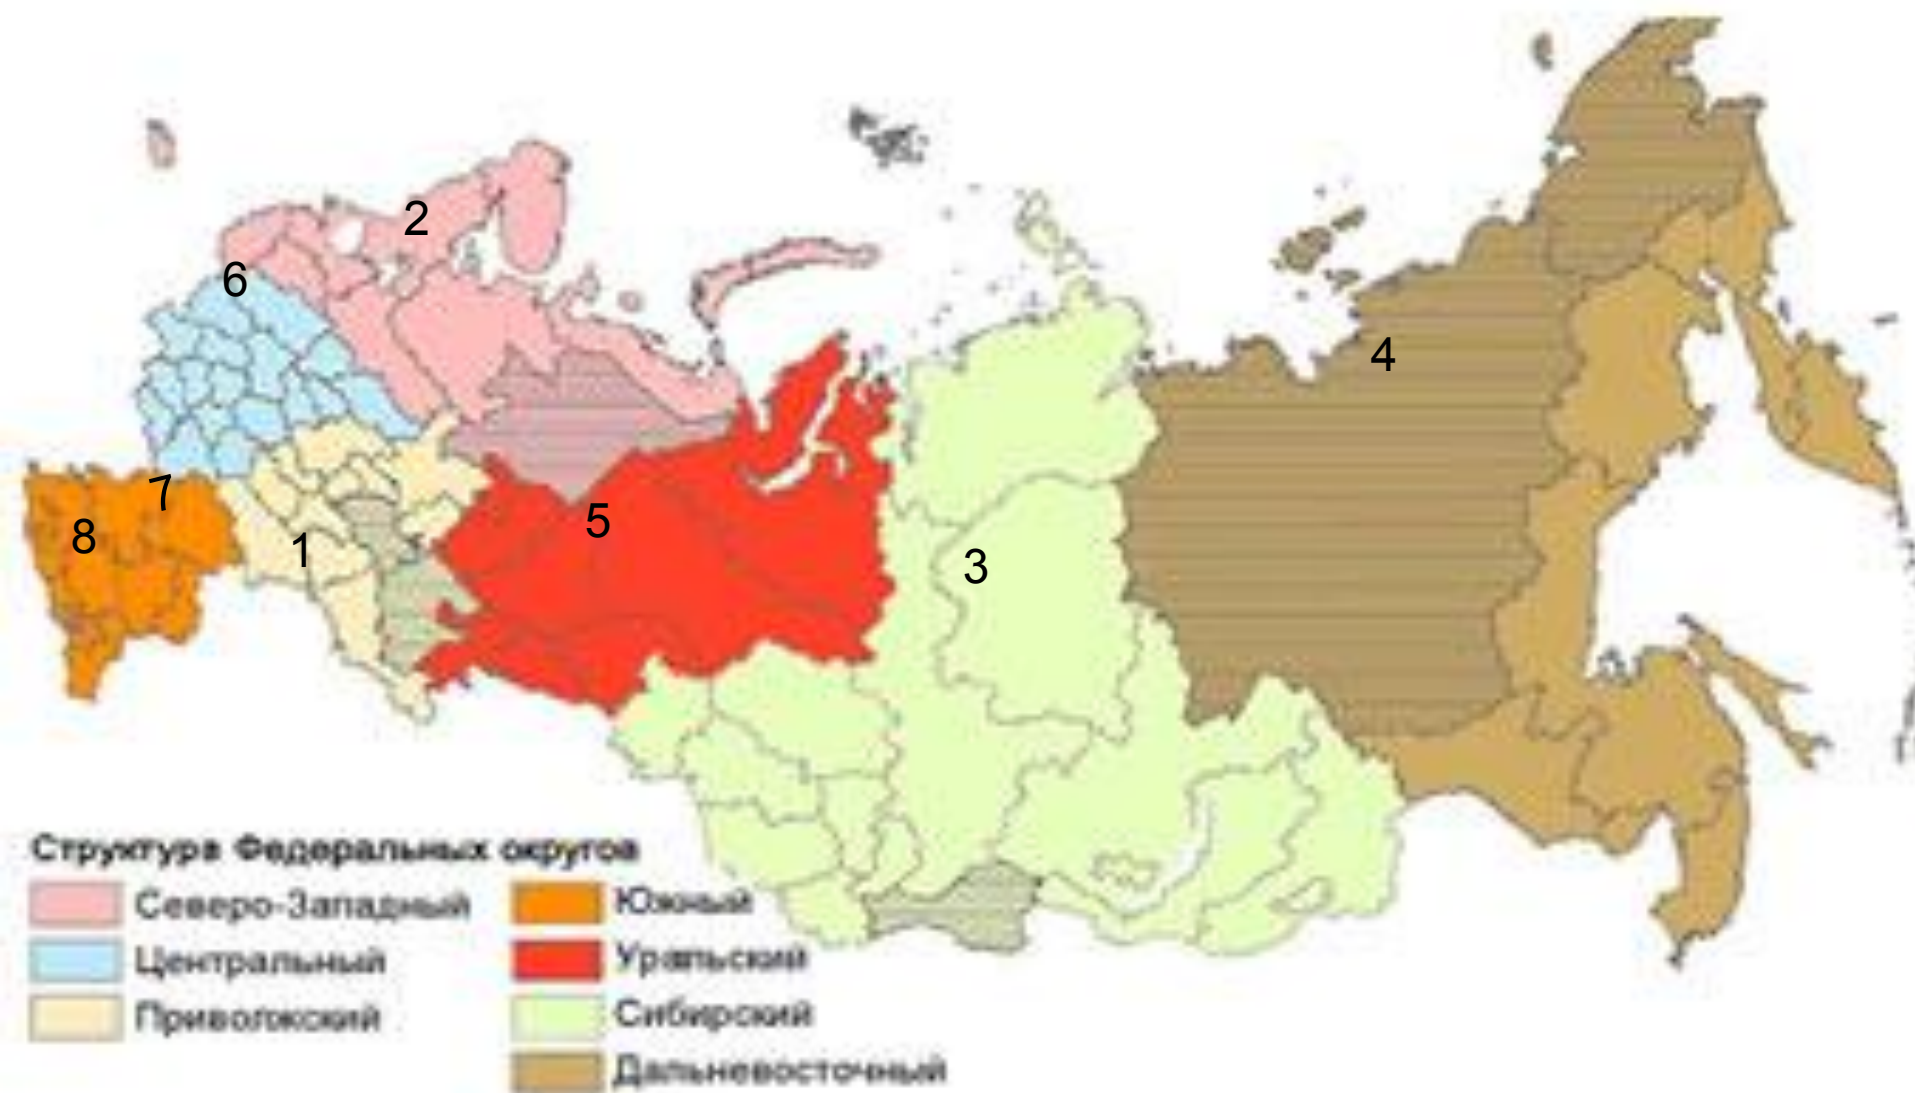 2
6
4
7
8
5
1
3
Структура Федеральных округов
Северо-Западный
Центральный
Приволжский
Южный
Уральский
Сибирский
Дальневосточный